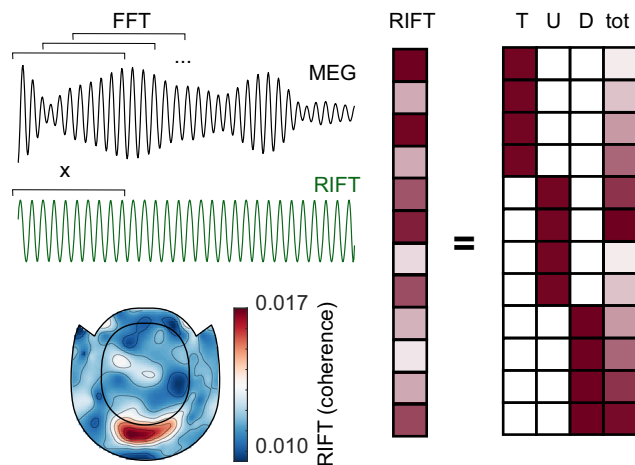 FFT
...
MEG
x
RIFT
0.017
RIFT (coherence)
0.010
RIFT
=
T U D tot